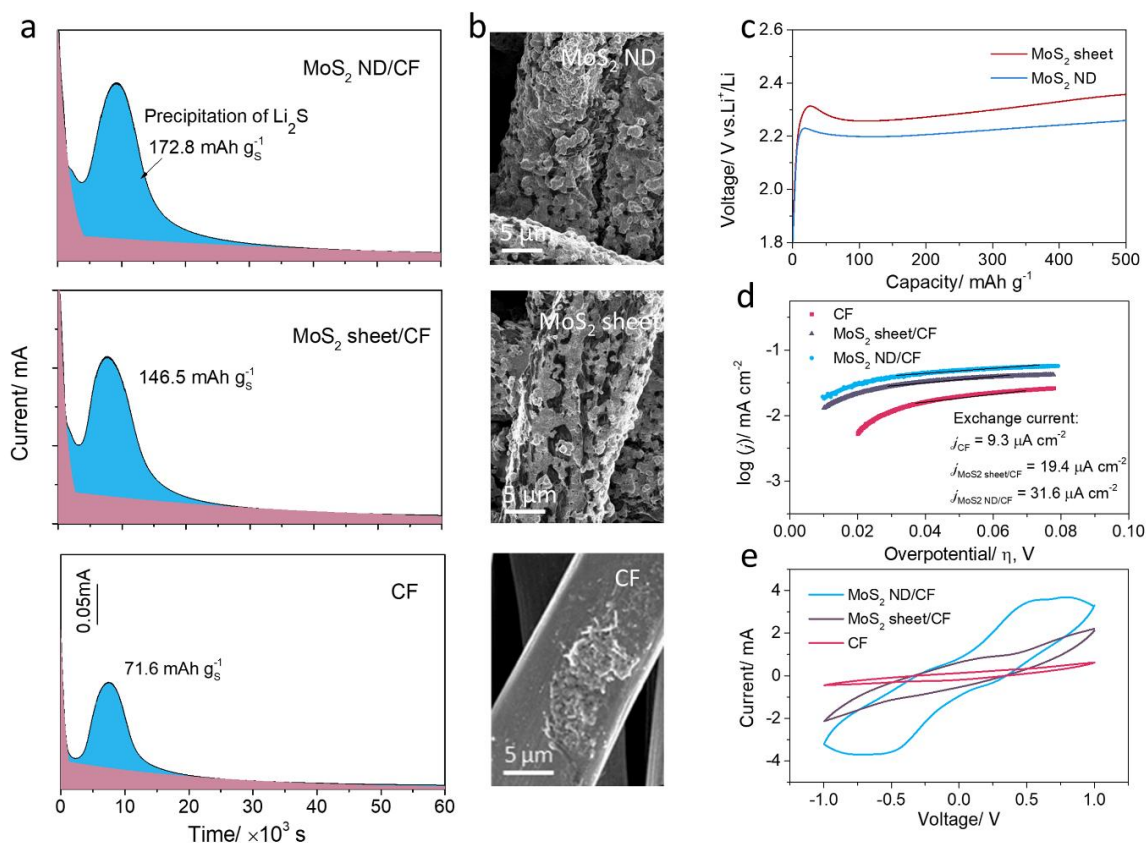 a
MoS₂ ND/CF
Precipitation of Li₂S
172.8 mAh g_S⁻¹
MoS₂ sheet/CF
146.5 mAh g_S⁻¹
CF
0.05mA
71.6 mAh g_S⁻¹
Current/ mA
0 10 20 30 40 50 60
Time/ ×10³ s
b
MoS₂ ND
5 μm
MoS₂ sheet
5 μm
CF
5 μm
c
MoS₂ sheet
MoS₂ ND
2.6
2.4
2.2
2.0
1.8
Voltage/ V vs.Li⁺/Li
0 100 200 300 400 500
Capacity/ mAh g⁻¹
d
CF
MoS₂ sheet/CF
MoS₂ ND/CF
-1
-2
-3
log (j)/ mA cm⁻²
Exchange current:
j_CF = 9.3 μA cm⁻²
j_MoS2 sheet/CF = 19.4 μA cm⁻²
j_MoS2 ND/CF = 31.6 μA cm⁻²
0.00 0.02 0.04 0.06 0.08 0.10
Overpotential/ η, V
e
MoS₂ ND/CF
MoS₂ sheet/CF
CF
4
2
0
-2
-4
Current/ mA
-1.0 -0.5 0.0 0.5 1.0
Voltage/ V